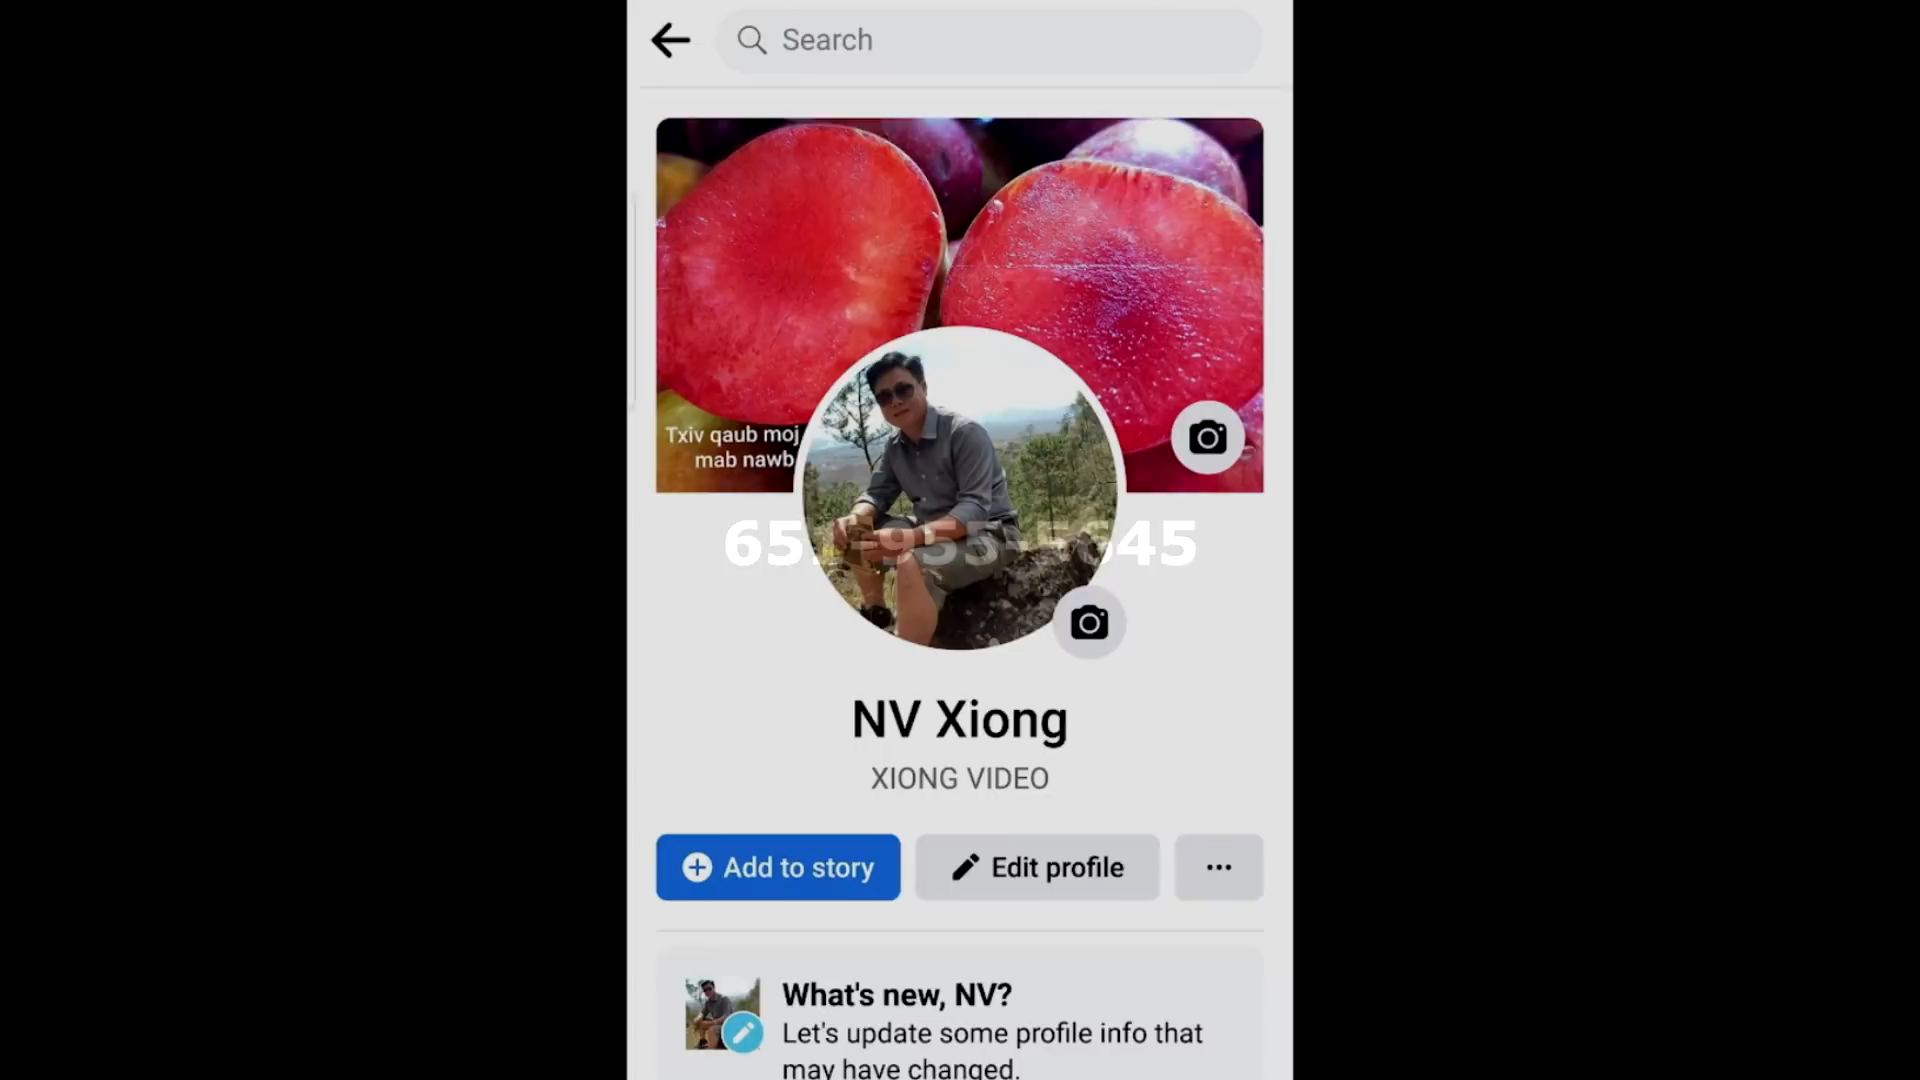 Search
Txiv qaub moj
mab nawb
NV Xiong
XIONG VIDEO
Add to story
Edit profile
What's new, NV?
Let's update some profile info that
may have changed.